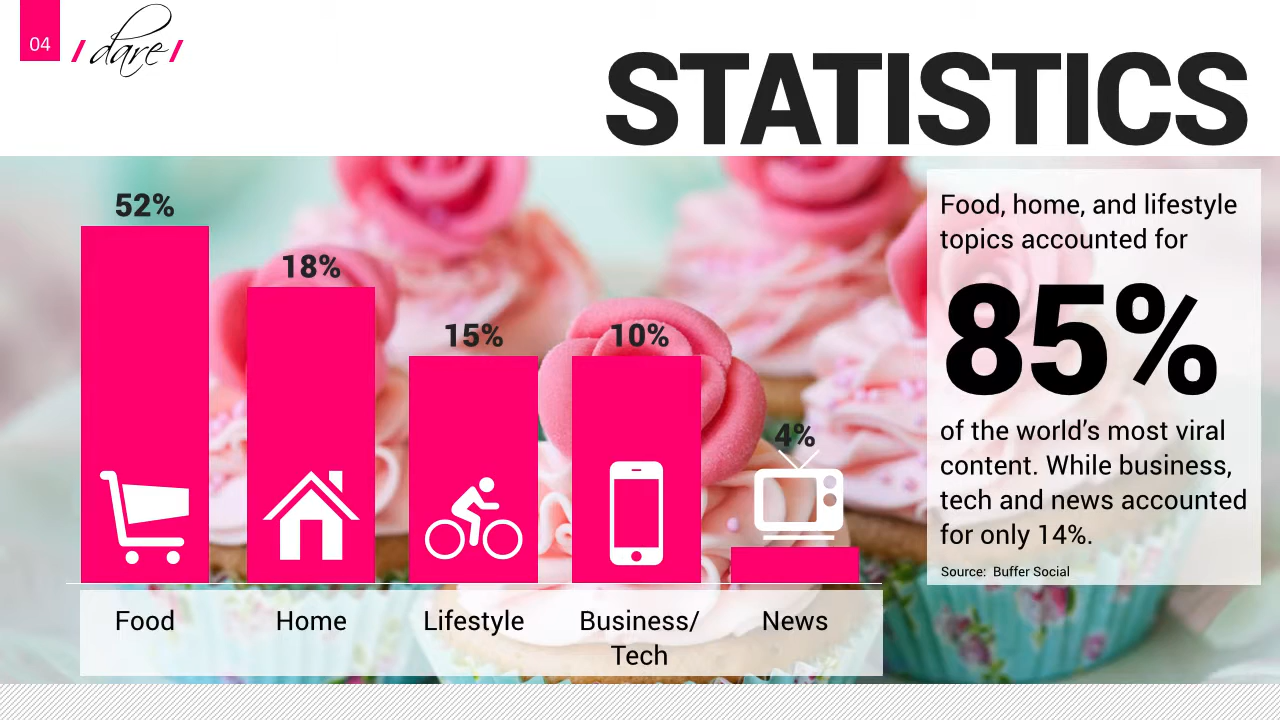 04
/ dare /
STATISTICS
52%
18%
15%
10%
4%
Food
Home
Lifestyle
Business/
Tech
News
Food, home, and lifestyle
topics accounted for
85%
of the world’s most viral
content. While business,
tech and news accounted
for only 14%.
Source: Buffer Social